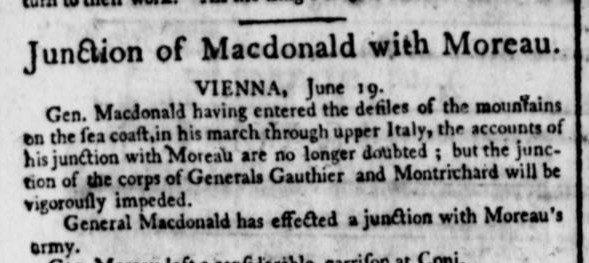 Junction of Macdonald with Moreau.
VIENNA, June 19.
Gen. Macdonald having entered the defiles of the mountains
on the sea coast, in his march through upper Italy, the accounts of
his junction with Moreau are no longer doubted ; but the junc-
tion of the corps of Generals Gauthier and Montrichard will be
vigorously impeded.
General Macdonald has effected a junction with Moreau's
army.
garrison at Coni.